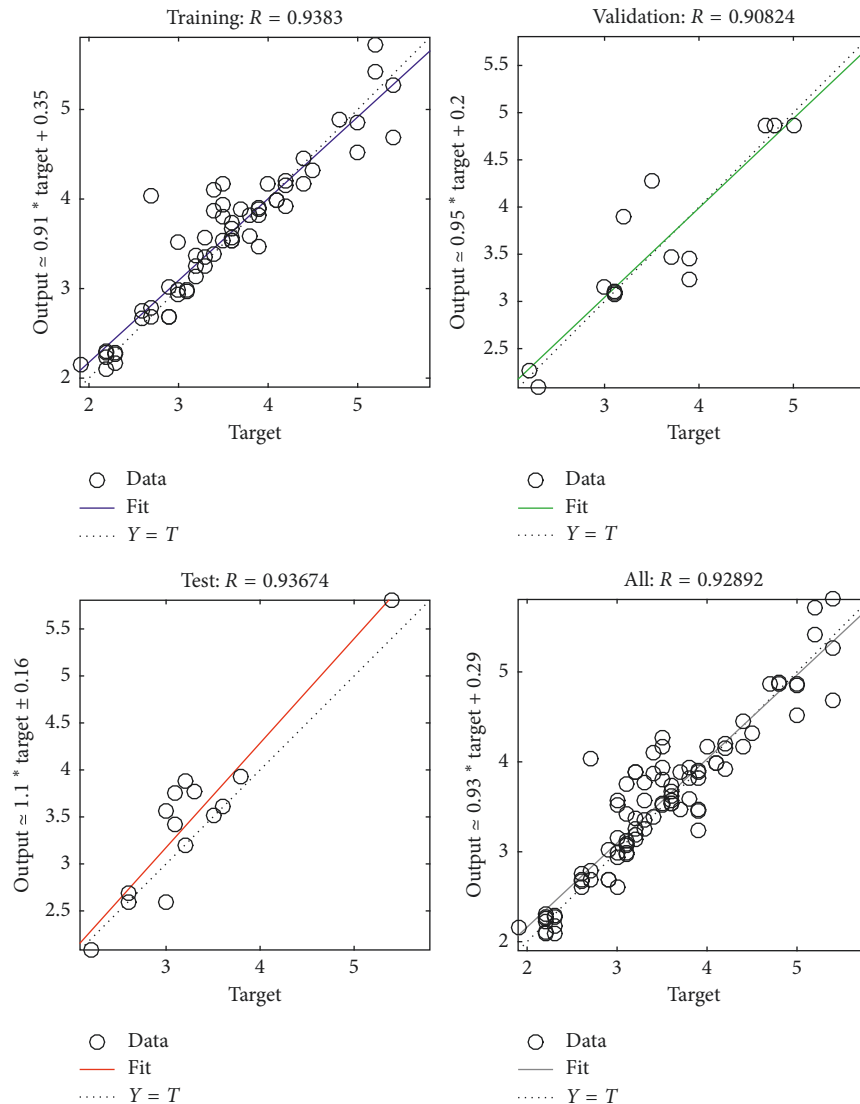 Training: R = 0.9383
Output ≃ 0.91 * target + 0.35
5
4
3
2
2 3 4 5
Target
Data
Fit
Y = T
Validation: R = 0.90824
Output ≃ 0.95 * target + 0.2
5.5
5
4.5
4
3.5
3
2.5
3 4 5
Target
Data
Fit
Y = T
Test: R = 0.93674
Output ≃ 1.1 * target ± 0.16
5.5
5
4.5
4
3.5
3
2.5
3 4 5
Target
Data
Fit
Y = T
All: R = 0.92892
Output ≃ 0.93 * target + 0.29
5
4
3
2
2 3 4 5
Target
Data
Fit
Y = T